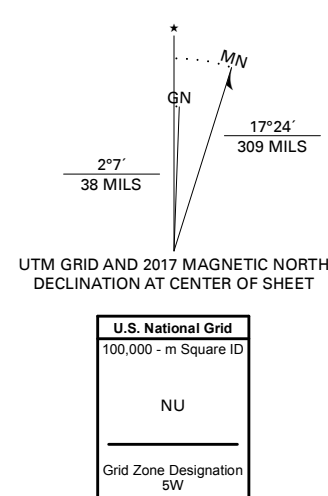 ★
MN
GN
17°24´
309 MILS
2°7´
38 MILS
UTM GRID AND 2017 MAGNETIC NORTH
DECLINATION AT CENTER OF SHEET
U.S. National Grid
100,000 - m Square ID
NU
Grid Zone Designation
5W